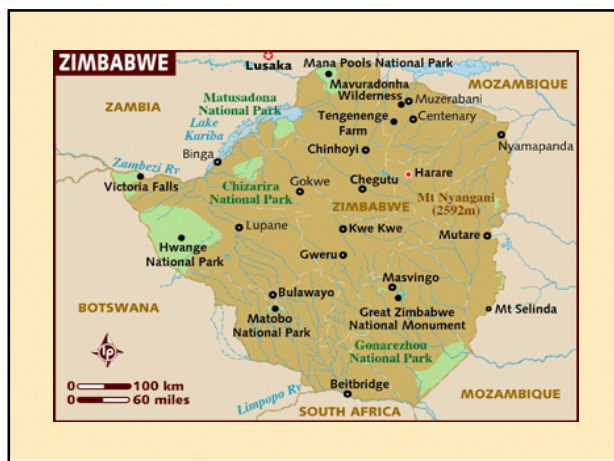 ZIMBABWE
Lusaka
Mana Pools National Park
MOZAMBIQUE
Mavuradonha
Wilderness
Muzerabani
ZAMBIA
Matusadona
National Park
Tengenenge
Farm
Centenary
Lake
Kariba
Nyamapanda
Binga
Chinhoyi
Zambezi Rv
Harare
Victoria Falls
Chizarira
National Park
Gokwe
Chegutu
Mt Nyangani
(2592m)
ZIMBABWE
Lupane
Kwe Kwe
Mutare
Hwange
National Park
Gweru
Masvingo
Bulawayo
BOTSWANA
Great Zimbabwe
National Monument
Mt Selinda
Matobo
National Park
Gonarezhou
National Park
lp
0 100 km
0 60 miles
Beitbridge
Limpopo Rv
MOZAMBIQUE
SOUTH AFRICA